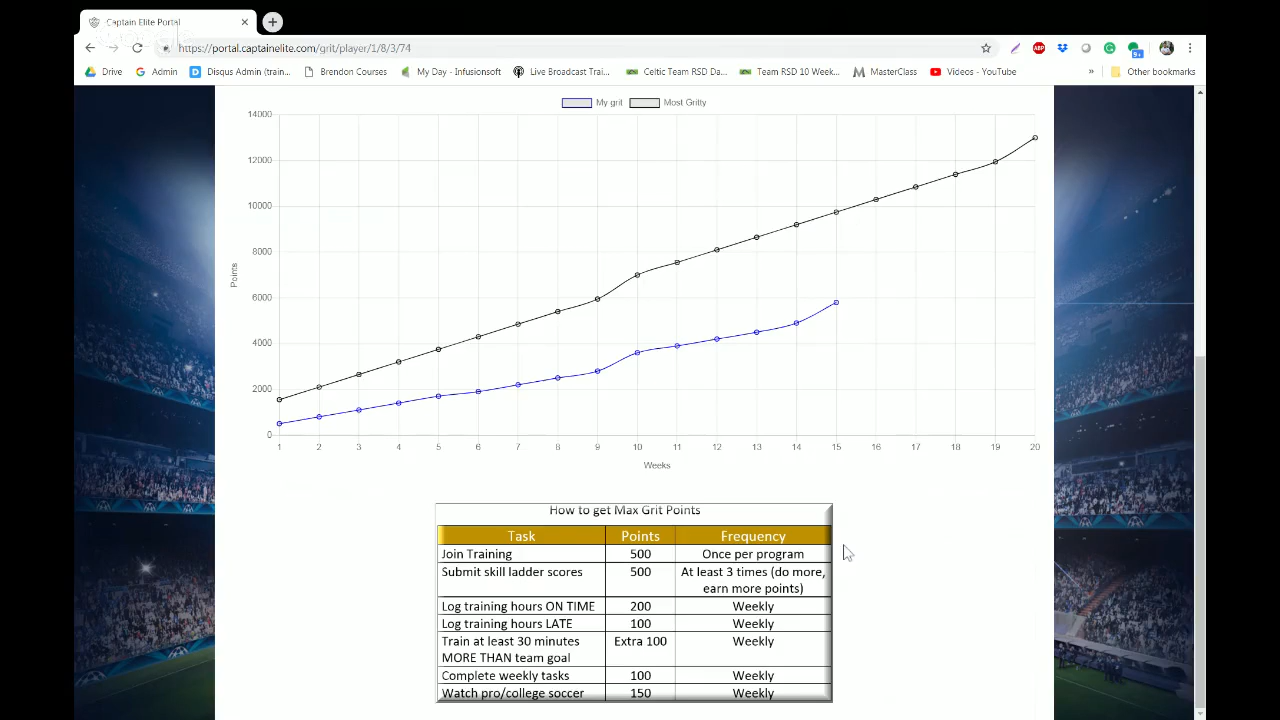 Captain Elite Portal
https://portal.captainelite.com/grit/player/1/8/3/74
ABP
9+
Drive
Admin
Disqus Admin (train...
Brendon Courses
My Day - Infusionsoft
Live Broadcast Trai...
Celtic Team RSD Da...
Team RSD 10 Week...
MasterClass
Videos - YouTube
»
Other bookmarks
My grit
Most Gritty
14000
12000
10000
8000
6000
4000
2000
0
Points
1 2 3 4 5 6 7 8 9 10 11 12 13 14 15 16 17 18 19 20
Weeks
How to get Max Grit Points
Task Points Frequency
Join Training 500 Once per program
Submit skill ladder scores 500 At least 3 times (do more,
earn more points)
Log training hours ON TIME 200 Weekly
Log training hours LATE 100 Weekly
Train at least 30 minutes Extra 100 Weekly
MORE THAN team goal
Complete weekly tasks 100 Weekly
Watch pro/college soccer 150 Weekly